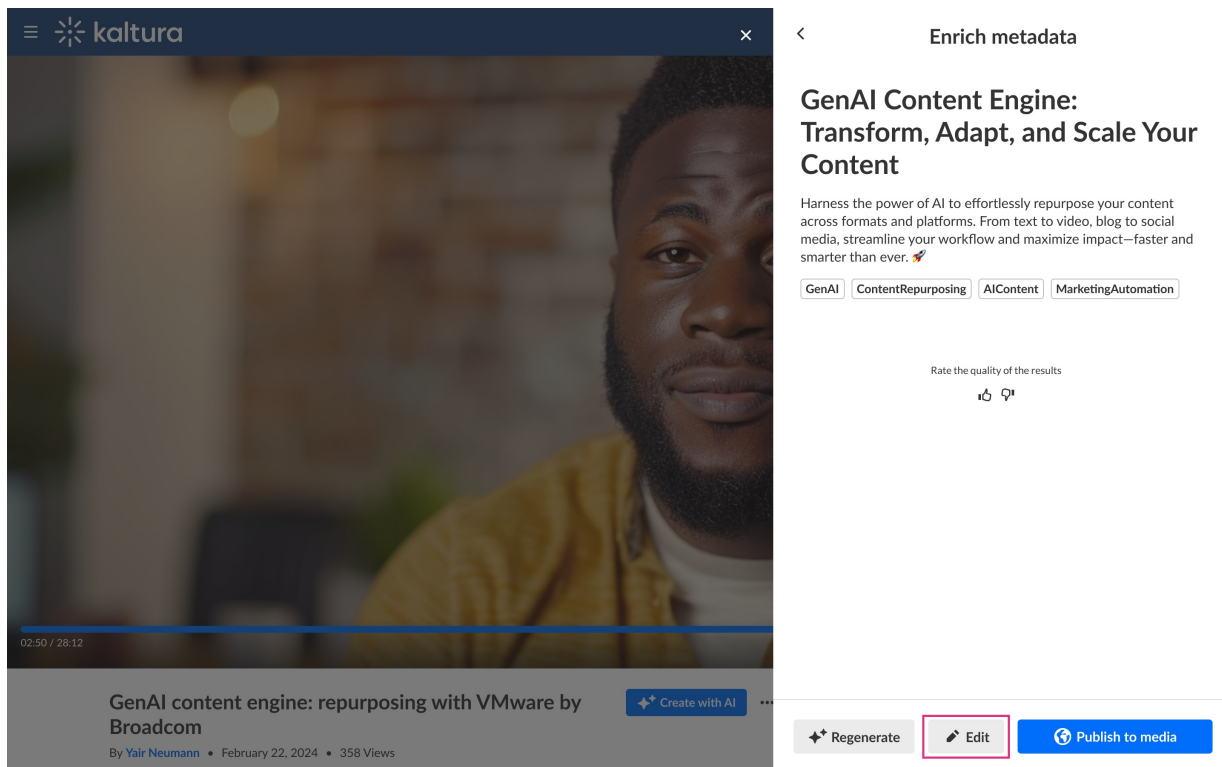 kaltura
02:50 / 28:12
GenAI content engine: repurposing with VMware by
Broadcom
Create with AI
By Yair Neumann • February 22, 2024 • 358 Views
Enrich metadata
GenAI Content Engine:
Transform, Adapt, and Scale Your
Content
Harness the power of AI to effortlessly repurpose your content
across formats and platforms. From text to video, blog to social
media, streamline your workflow and maximize impact—faster and
smarter than ever. 🚀
GenAI ContentRepurposing AIContent MarketingAutomation
Rate the quality of the results
Regenerate Edit Publish to media